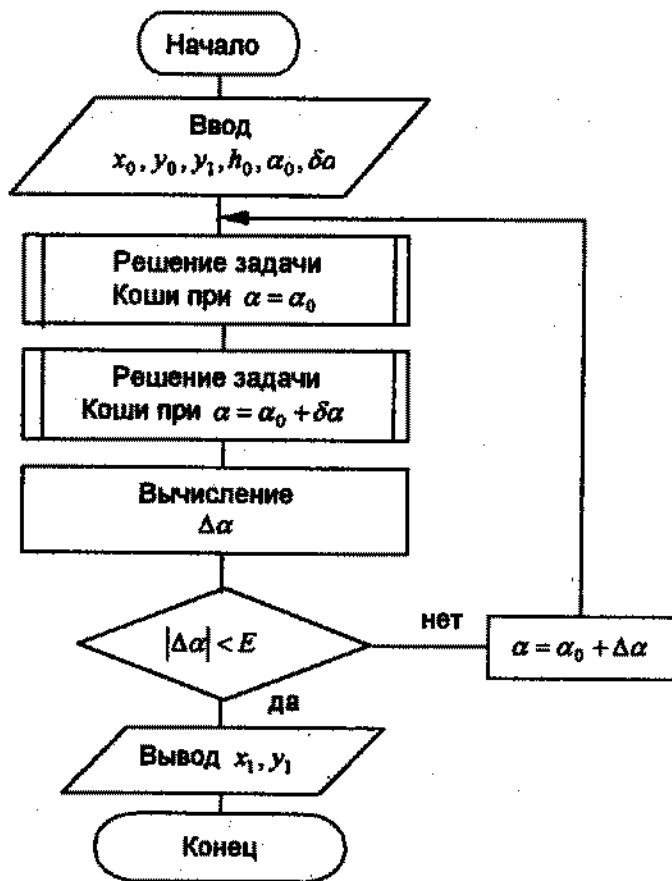 Начало
Ввод
x₀, y₀, y₁, h₀, α₀, δα
Решение задачи
Коши при α = α₀
Решение задачи
Коши при α = α₀ + δα
Вычисление
Δα
|Δα| < E
нет
α = α₀ + Δα
да
Вывод x₁, y₁
Конец